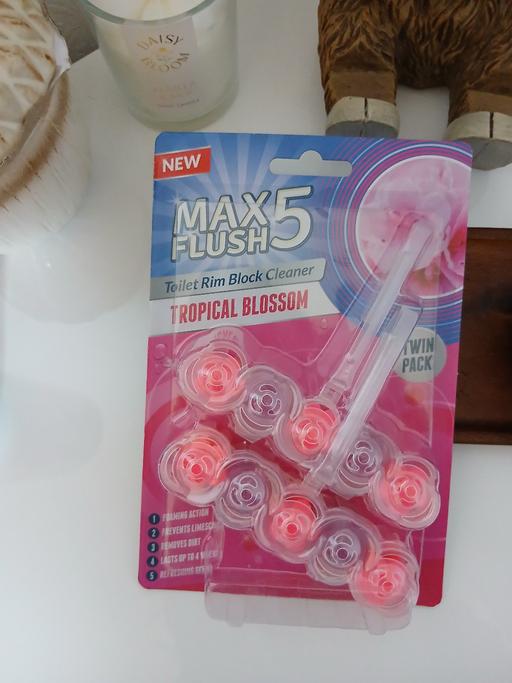 DAISY
BLOOM
NEW
MAX
FLUSH 5
Toilet Rim Block Cleaner
TROPICAL BLOSSOM
TWIN
PACK
1 FOAMING ACTION
2 PREVENTS
3 REMOVES DIRT
4 LASTS UP TO 4
5 REFRESHING